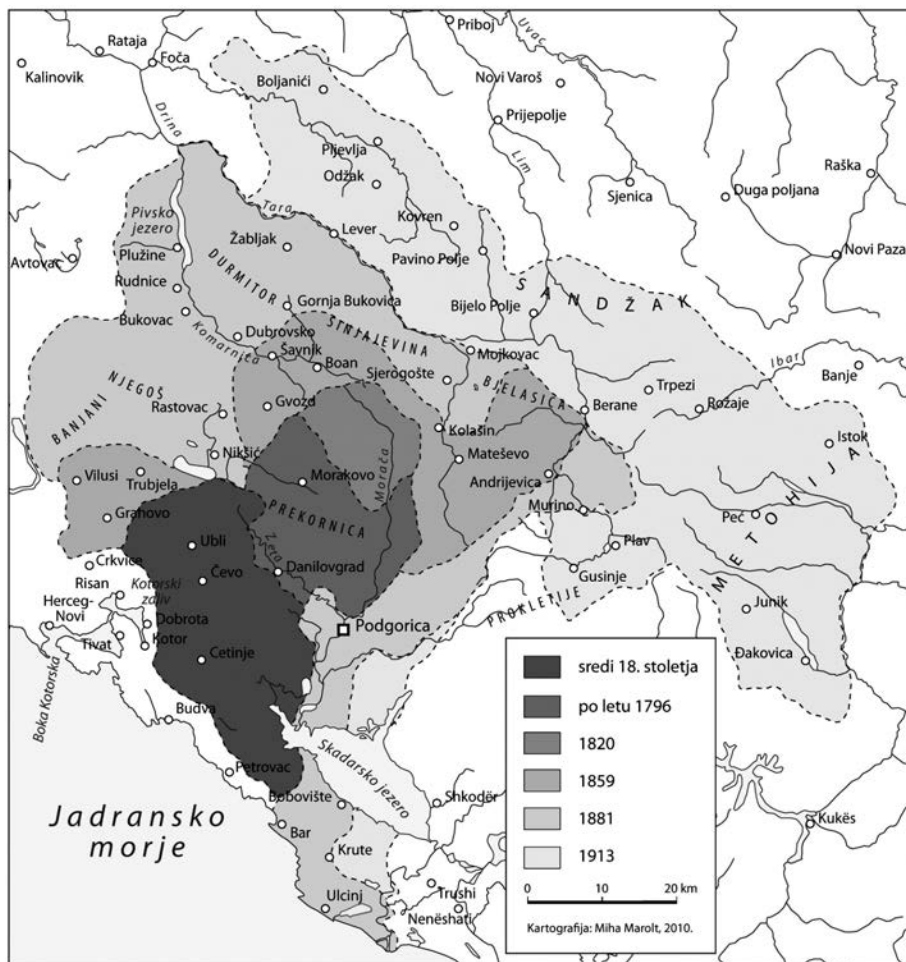 Priboj
Uvac
Rataja
Foča
Kalinovik
Boljanići
Novi Varoš
Drina
Prijepolje
Pljevlja
Odžak
Lim
Raška
Sjenica
Duga poljana
Tara
Pivsko
jezero
Kovren
Žabljak
Lever
Plužine
Pavino Polje
Novi Paza
Avtovac
DURMITOR
SANDŽAK
Rudnice
Gornja Bukovica
Bijelo Polje
Bukovac
Komarnica
Dubrovsko
SINJAJEVINA
Šavnik
Mojkovac
Boan
Ibar
Sjerogošte
BJELASICA
Trpezi
Banje
NJEGOŠ
BANJANI
Rastovac
Gvozd
Berane
Rožaje
Kolašin
Nikšić
Mateševo
Istok
Vilusi
Trubjela
Morakovo
Morača
Andrijevica
METOHIJA
Grahovo
PREKORNICA
Murino
Peć
Ubli
Zeta
Plav
Crkvice
Danilovgrad
Gusinje
Risan
Kotorski
zaliv
Čevo
PROKLETIJE
Junik
Herceg-
Novi
Dobrota
Podgorica
Tivat
Kotor
Cetinje
Đakovica
Boka Kotorska
Budva
Skadarsko jezero
Petrovac
Bobovište
Shkodër
Kukës
Jadransko
morje
Bar
Krute
Ulcinj
Trushi
Nenëshati
sredi 18. stoletja
po letu 1796
1820
1859
1881
1913
0
10
20 km
Kartografija: Miha Marolt, 2010.